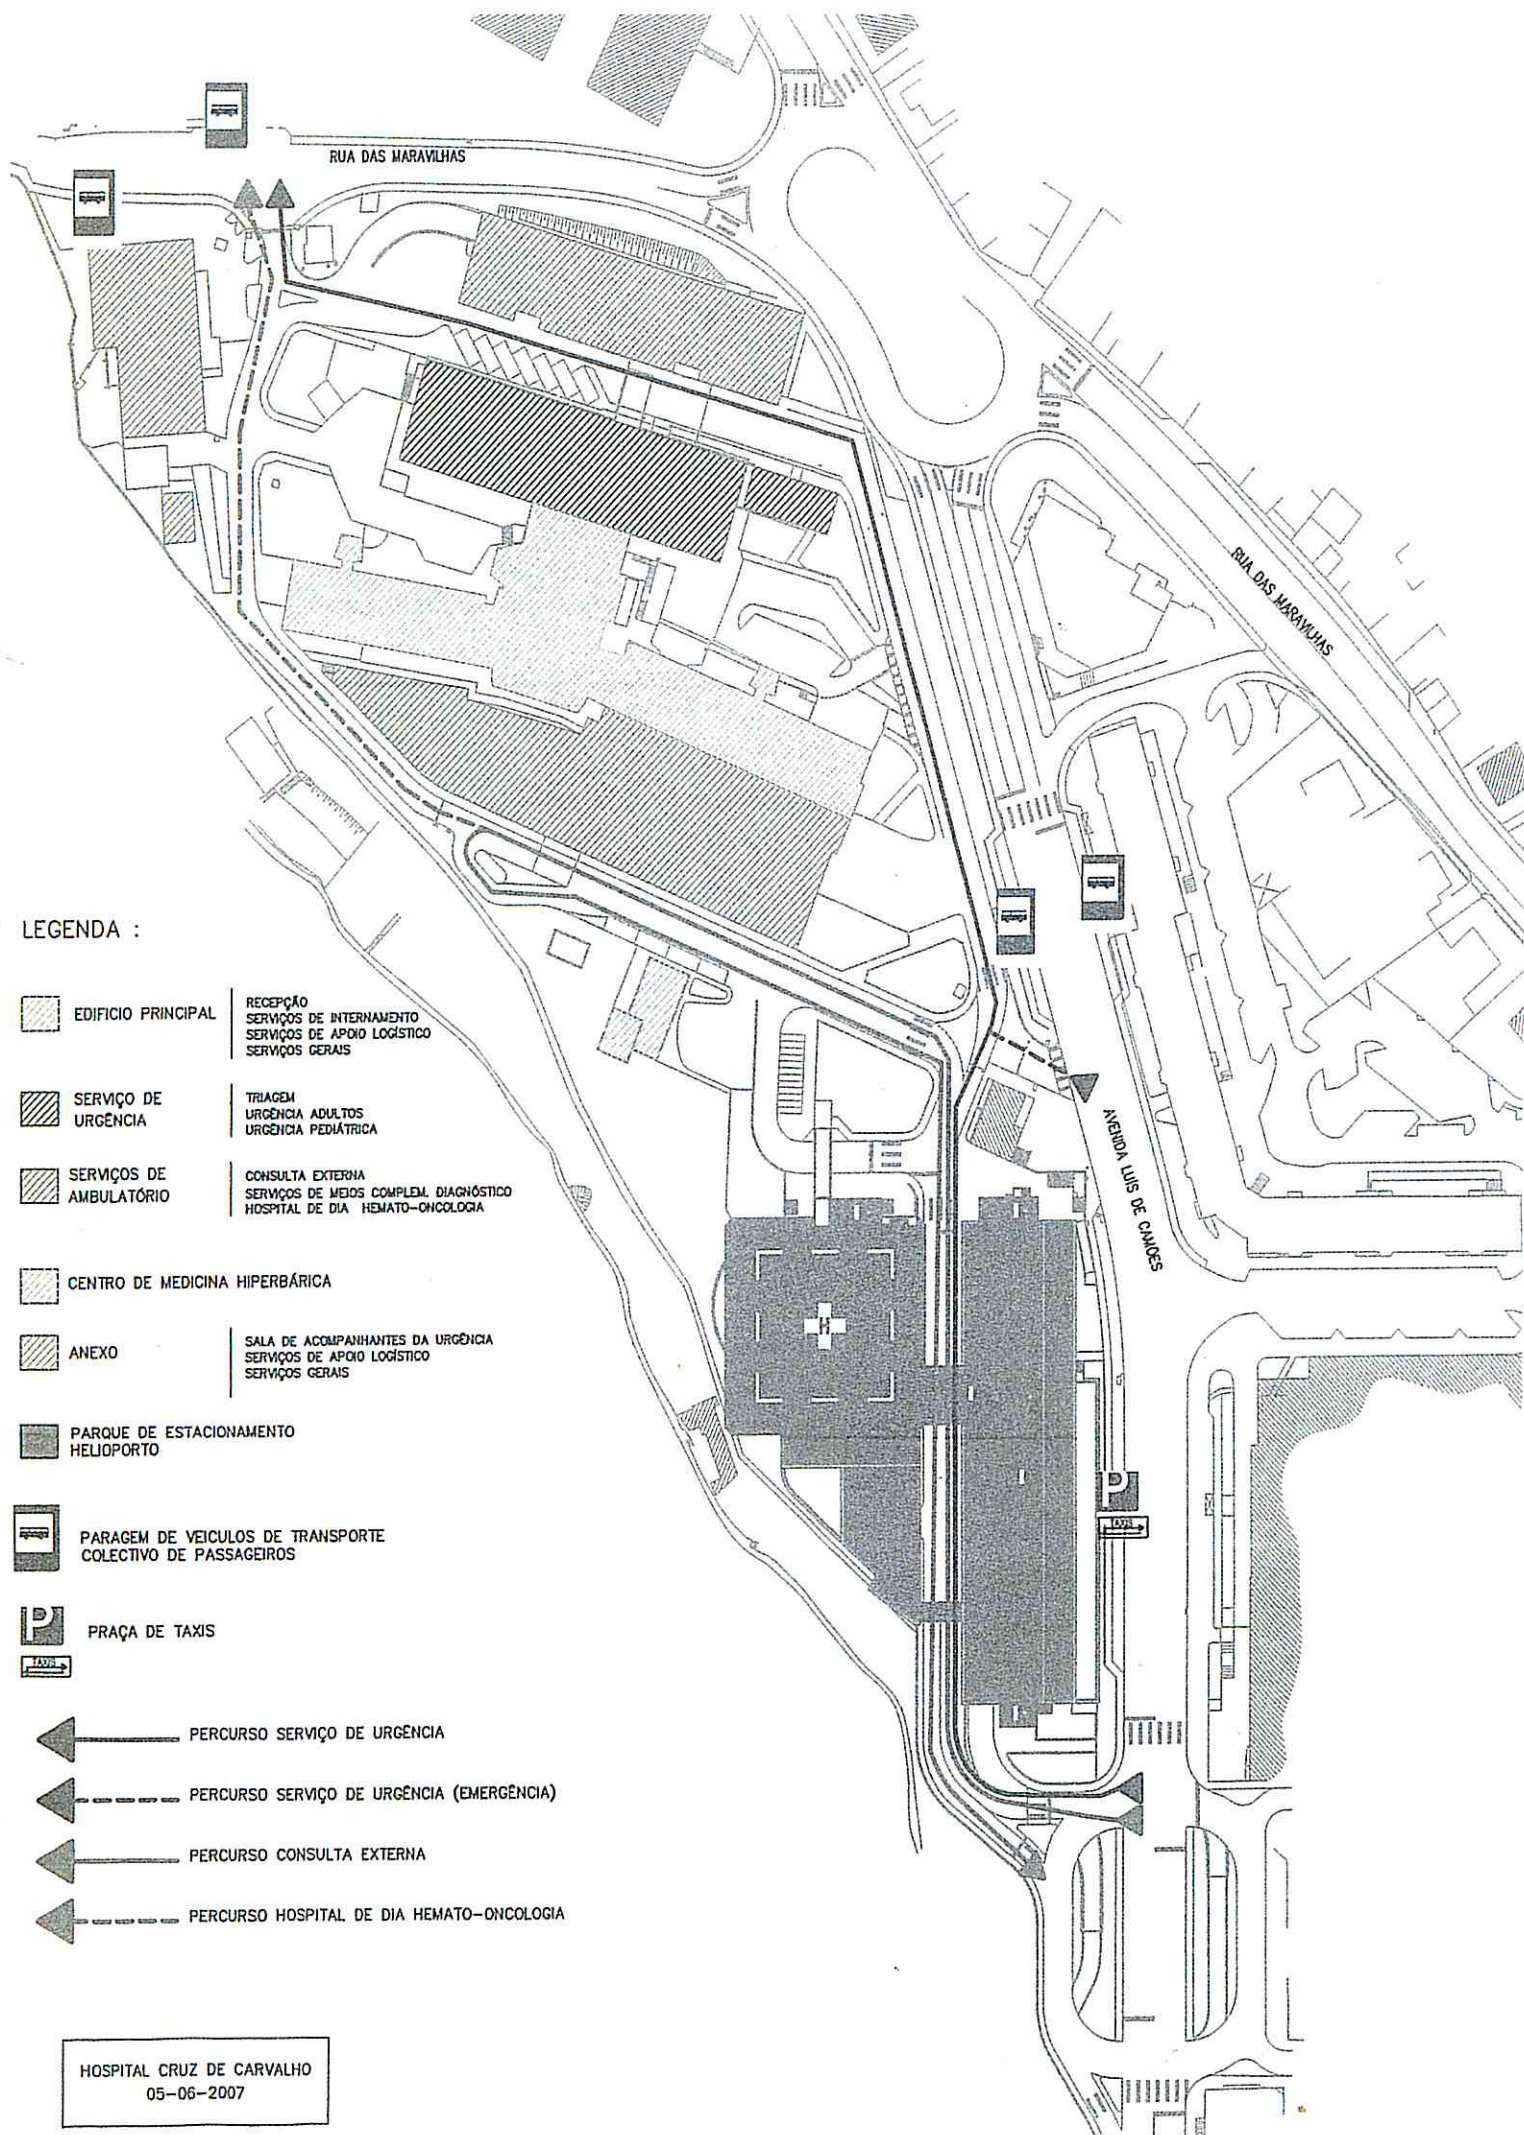 RUA DAS MARAVILHAS
RUA DAS MARAVILHAS
AVENIDA LUIS DE CAMÕES
H
P
TAXIS
LEGENDA :
EDIFICIO PRINCIPAL
RECEPÇÃO
SERVIÇOS DE INTERNAMENTO
SERVIÇOS DE APOIO LOGÍSTICO
SERVIÇOS GERAIS
SERVIÇO DE
URGÊNCIA
TRIAGEM
URGÊNCIA ADULTOS
URGÊNCIA PEDIÁTRICA
SERVIÇOS DE
AMBULATÓRIO
CONSULTA EXTERNA
SERVIÇOS DE MEIOS COMPLEM. DIAGNÓSTICO
HOSPITAL DE DIA HEMATO-ONCOLOGIA
CENTRO DE MEDICINA HIPERBÁRICA
ANEXO
SALA DE ACOMPANHANTES DA URGÊNCIA
SERVIÇOS DE APOIO LOGÍSTICO
SERVIÇOS GERAIS
PARQUE DE ESTACIONAMENTO
HELIOPORTO
PARAGEM DE VEICULOS DE TRANSPORTE
COLECTIVO DE PASSAGEIROS
P
PRAÇA DE TAXIS
TAXIS
PERCURSO SERVIÇO DE URGÊNCIA
PERCURSO SERVIÇO DE URGÊNCIA (EMERGÊNCIA)
PERCURSO CONSULTA EXTERNA
PERCURSO HOSPITAL DE DIA HEMATO-ONCOLOGIA
HOSPITAL CRUZ DE CARVALHO
05-06-2007